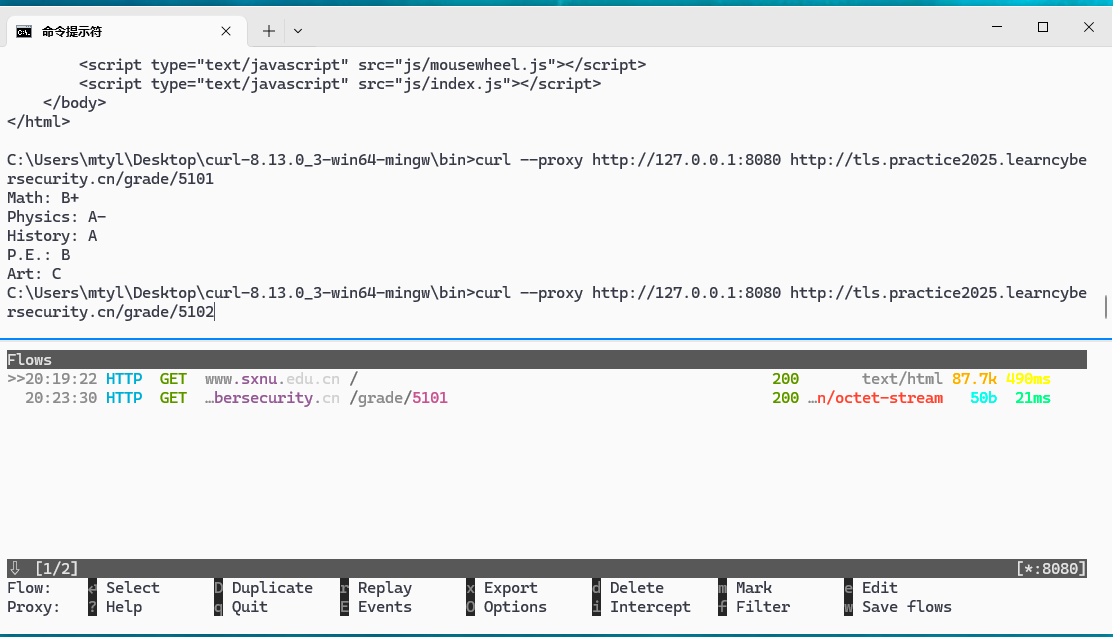 命令提示符
<script type="text/javascript" src="js/mousewheel.js"></script>
<script type="text/javascript" src="js/index.js"></script>
</body>
</html>
C:\Users\mtyl\Desktop\curl-8.13.0_3-win64-mingw\bin>curl --proxy http://127.0.0.1:8080 http://tls.practice2025.learncybe
rsecurity.cn/grade/5101
Math: B+
Physics: A-
History: A
P.E.: B
Art: C
C:\Users\mtyl\Desktop\curl-8.13.0_3-win64-mingw\bin>curl --proxy http://127.0.0.1:8080 http://tls.practice2025.learncybe
rsecurity.cn/grade/5102
Flows
>>20:19:22 HTTP GET www.sxnu.edu.cn / 200 text/html 87.7k 490ms
20:23:30 HTTP GET …bersecurity.cn /grade/5101 200 …n/octet-stream 50b 21ms
⇩ [1/2] [*:8080]
Flow: ↵ Select D Duplicate r Replay x Export d Delete m Mark e Edit
Proxy: ? Help q Quit E Events O Options i Intercept f Filter w Save flows